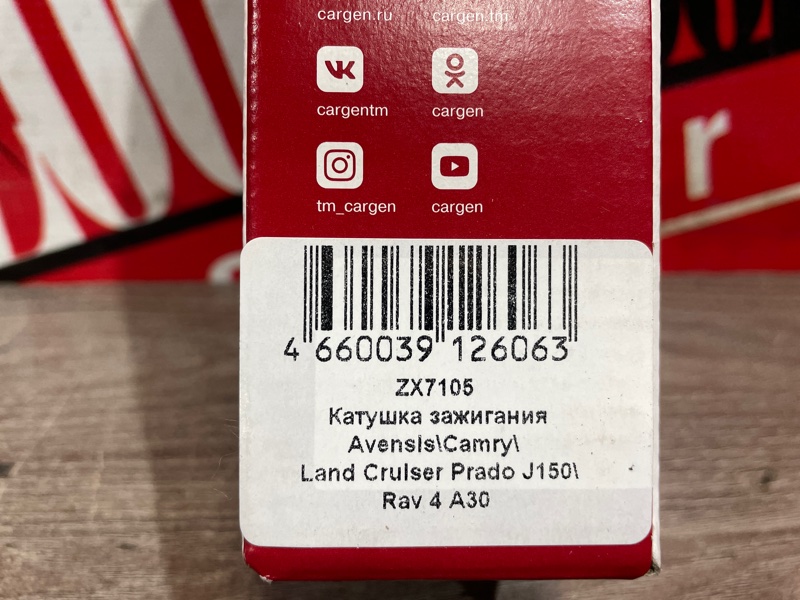 cargen.ru cargen.tm
cargentm cargen
tm_cargen cargen
4 660039 126063
ZX7105
Катушка зажигания
Avensis\Camry\
Land Cruiser Prado J150\
Rav 4 A30
r